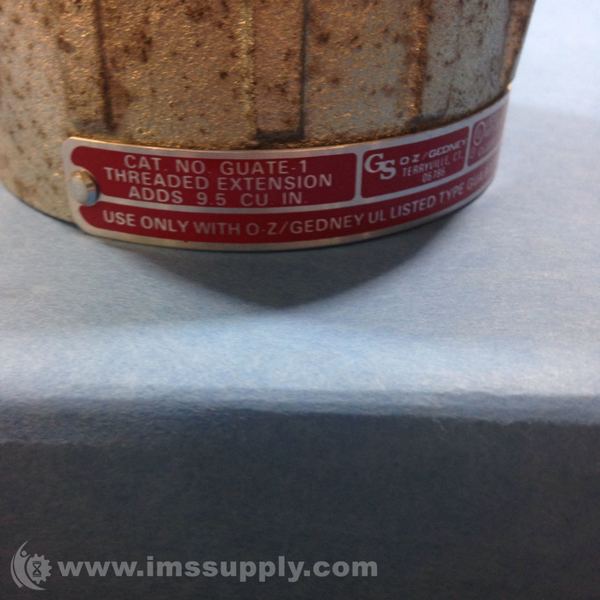 CAT. NO. GUATE-1
THREADED EXTENSION
ADDS 9.5 CU. IN.
GS O Z / GEDNEY
TERRYVILLE, CT.
06786
USE ONLY WITH O-Z/GEDNEY UL LISTED TYPE
www.imssupply.com